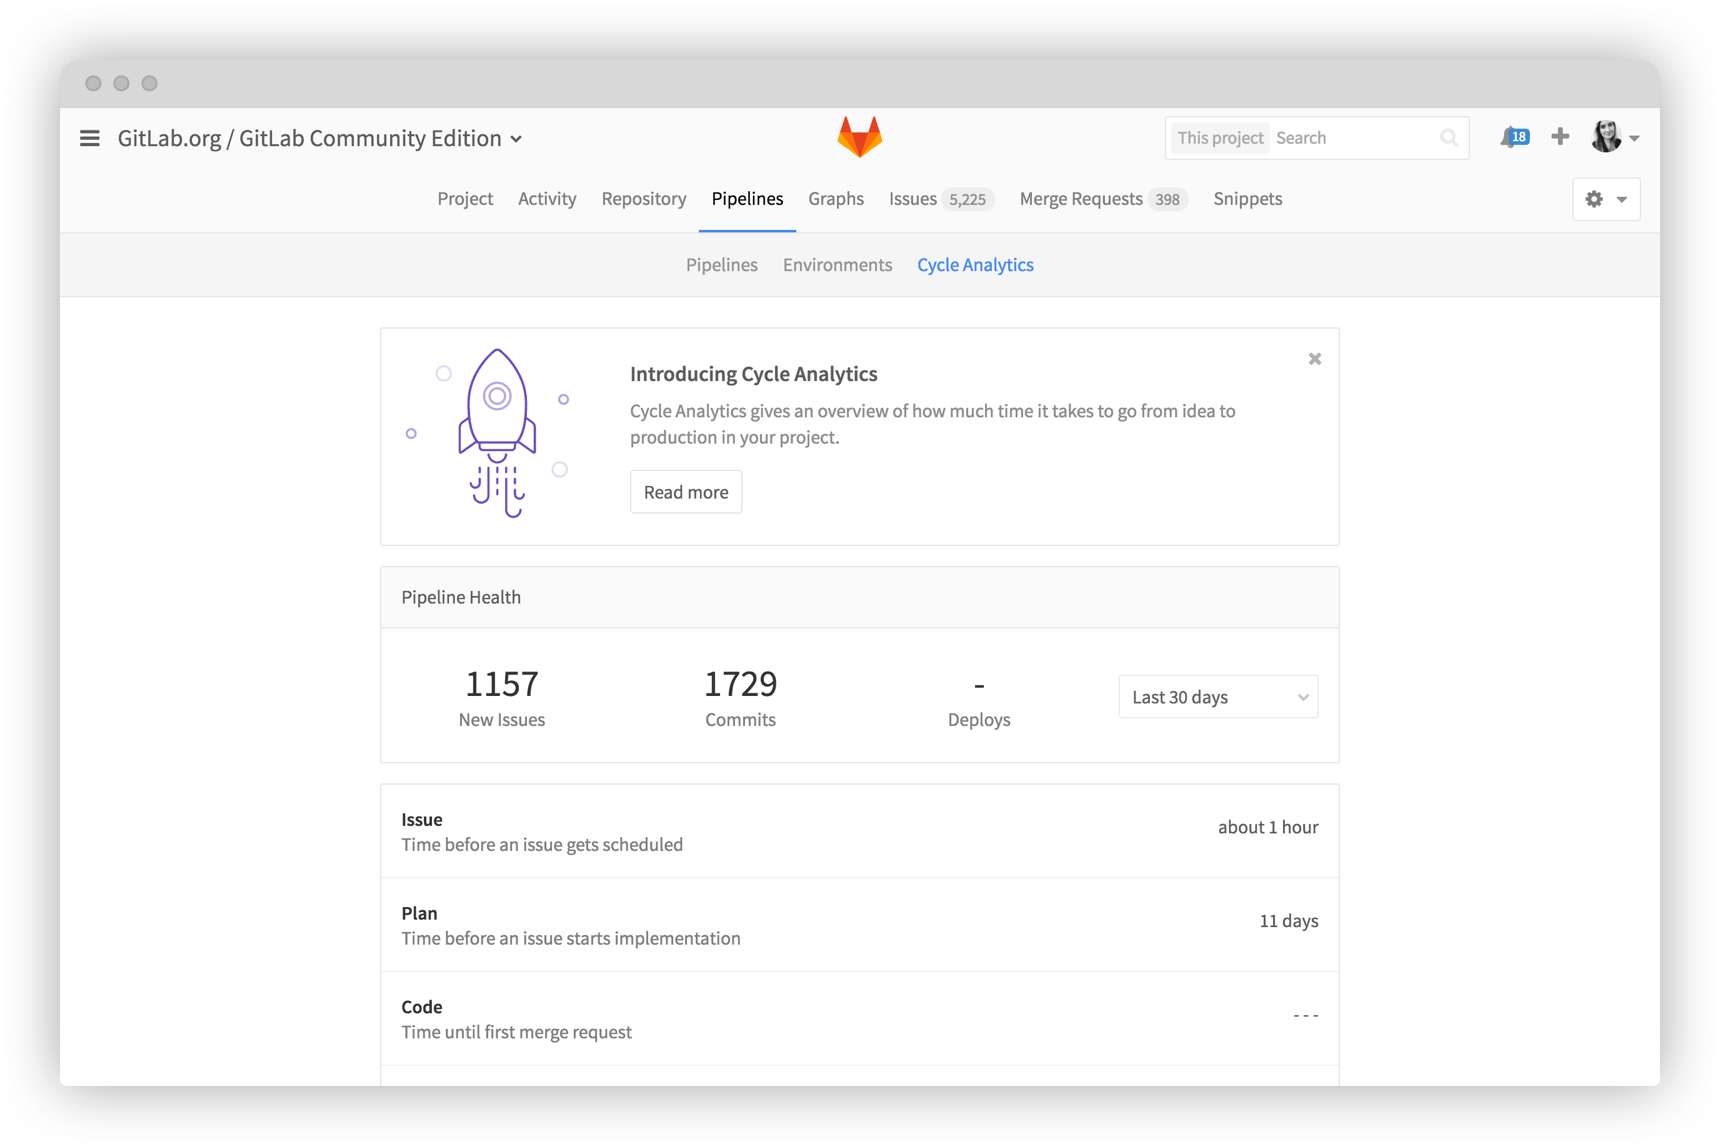 GitLab.org / GitLab Community Edition
This project Search
18
Project Activity Repository Pipelines Graphs Issues 5,225 Merge Requests 398 Snippets
Pipelines Environments Cycle Analytics
Introducing Cycle Analytics
Cycle Analytics gives an overview of how much time it takes to go from idea to
production in your project.
Read more
Pipeline Health
1157 1729 -
New Issues Commits Deploys
Last 30 days
Issue
Time before an issue gets scheduled
about 1 hour
Plan
Time before an issue starts implementation
11 days
Code
Time until first merge request
---